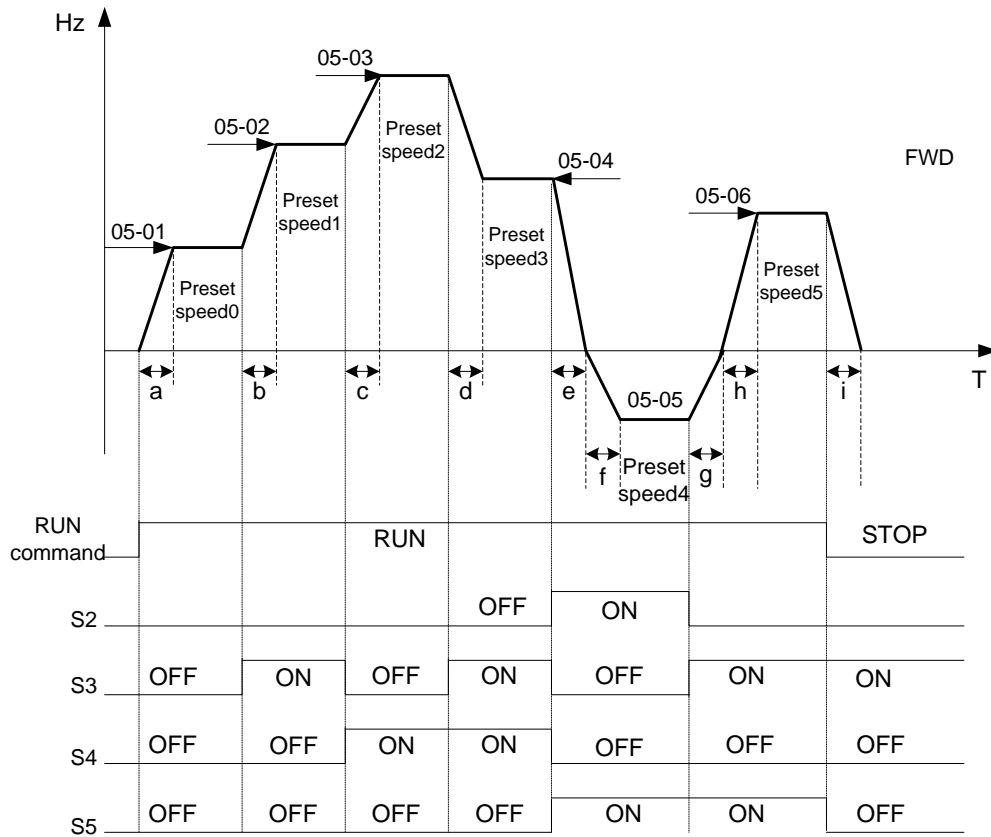 Hz
05-03
Preset
speed2
05-02
05-04
FWD
Preset
speed1
05-06
05-01
Preset
speed3
Preset
speed0
Preset
speed5
a
b
c
d
e
h
i
T
05-05
f
Preset
speed4
g
RUN
command
RUN
STOP
S2
OFF
ON
S3
OFF
ON
OFF
ON
OFF
ON
ON
S4
OFF
OFF
ON
ON
OFF
OFF
OFF
S5
OFF
OFF
OFF
OFF
ON
ON
OFF